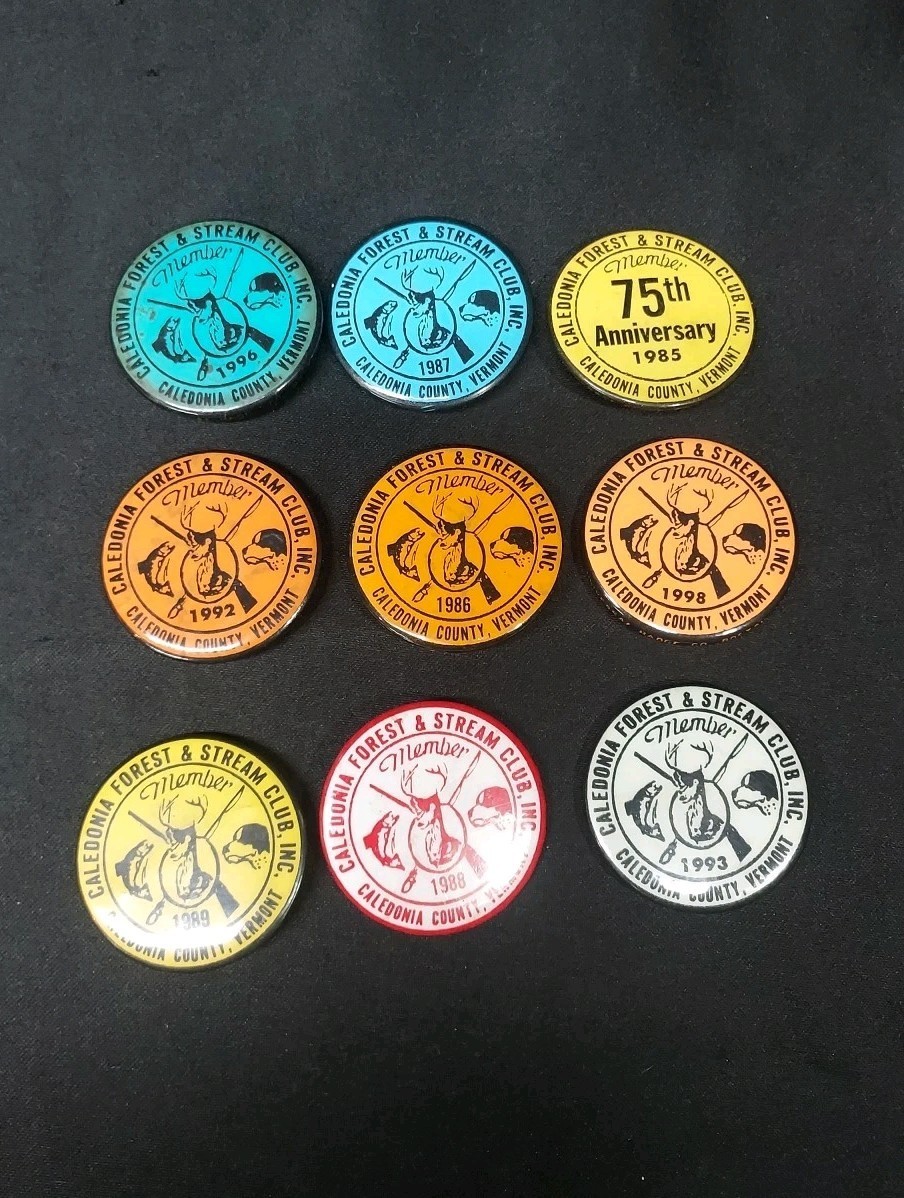 CALEDONIA FOREST & STREAM CLUB, INC.
Member
1996
CALEDONIA COUNTY, VERMONT
CALEDONIA FOREST & STREAM CLUB, INC.
Member
1987
CALEDONIA COUNTY, VERMONT
CALEDONIA FOREST & STREAM CLUB, INC.
Member
75th
Anniversary
1985
CALEDONIA COUNTY, VERMONT
CALEDONIA FOREST & STREAM CLUB, INC.
Member
1992
CALEDONIA COUNTY, VERMONT
CALEDONIA FOREST & STREAM CLUB, INC.
Member
1986
CALEDONIA COUNTY, VERMONT
CALEDONIA FOREST & STREAM CLUB, INC.
Member
1998
CALEDONIA COUNTY, VERMONT
CALEDONIA FOREST & STREAM CLUB, INC.
Member
1989
CALEDONIA COUNTY, VERMONT
CALEDONIA FOREST & STREAM CLUB, INC.
Member
1988
CALEDONIA COUNTY, VERMONT
CALEDONIA FOREST & STREAM CLUB, INC.
Member
1993
CALEDONIA COUNTY, VERMONT